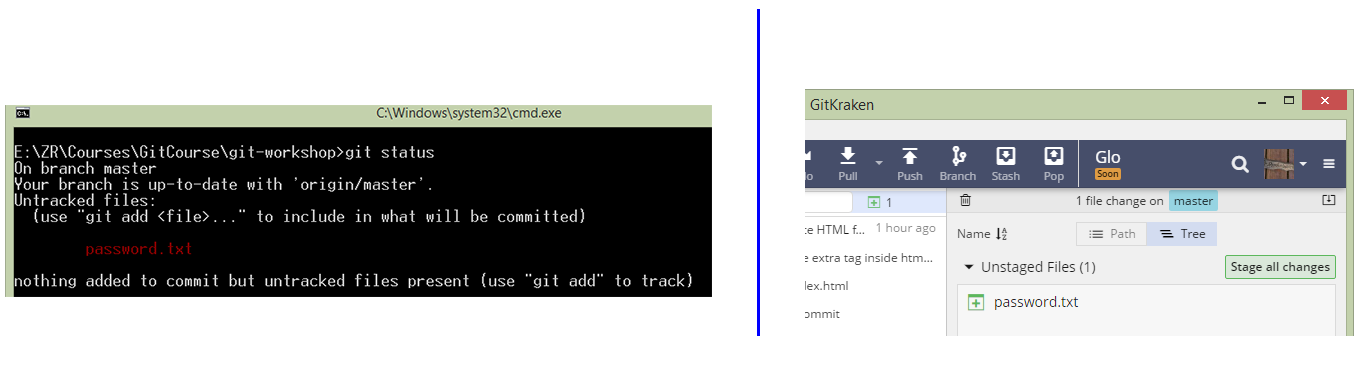 C:\Windows\system32\cmd.exe
E:\ZR\Courses\GitCourse\git-workshop>git status
On branch master
Your branch is up-to-date with 'origin/master'.
Untracked files:
  (use "git add <file>..." to include in what will be committed)
password.txt
nothing added to commit but untracked files present (use "git add" to track)
GitKraken
do Pull Push Branch Stash Pop Glo
Soon
1
1 file change on master
te HTML f... 1 hour ago
Name Path Tree
e extra tag inside htm...
Unstaged Files (1) Stage all changes
dex.html
password.txt
ommit